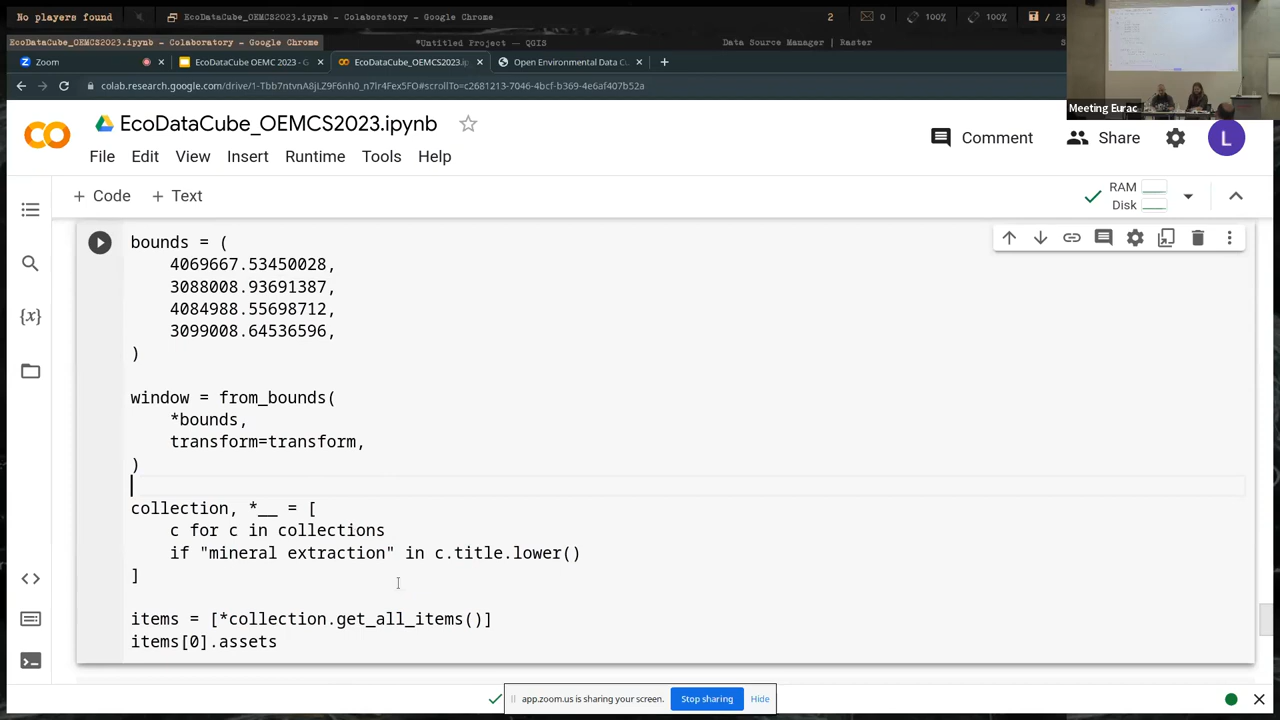 No players found
EcoDataCube_OEMCS2023.ipynb - Colaboratory - Google Chrome
2
0
100%
100%
7 / 23
EcoDataCube_OEMCS2023.ipynb - Colaboratory - Google Chrome
*Untitled Project — QGIS
Data Source Manager | Raster
Zoom
EcoDataCube OEMC 2023 - G
EcoDataCube_OEMCS2023.ip
Open Environmental Data C
colab.research.google.com/drive/1-Tbb7ntvnA8jLZ9F6nh0_n7lr4Fex5FO#scrollTo=c2681213-7046-4bcf-b369-4e6af407b52a
Meeting Eurac
EcoDataCube_OEMCS2023.ipynb
File Edit View Insert Runtime Tools Help
Comment
Share
L
+ Code + Text
RAM
Disk
bounds = (
4069667.53450028,
3088008.93691387,
4084988.55698712,
3099008.64536596,
)
window = from_bounds(
*bounds,
transform=transform,
)
collection, *__ = [
c for c in collections
if "mineral extraction" in c.title.lower()
]
items = [*collection.get_all_items()]
items[0].assets
app.zoom.us is sharing your screen.
Stop sharing
Hide